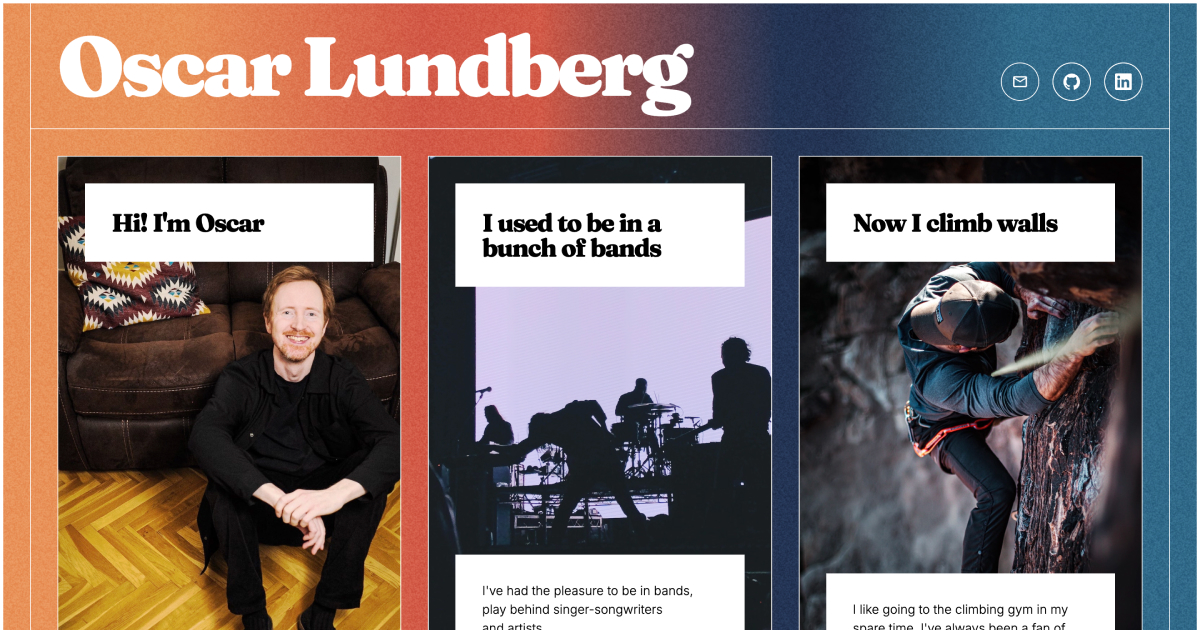 Oscar Lundberg
Hi! I'm Oscar
I used to be in a
bunch of bands
Now I climb walls
I've had the pleasure to be in bands,
play behind singer-songwriters
and artists
I like going to the climbing gym in my
spare time. I've always been a fan of